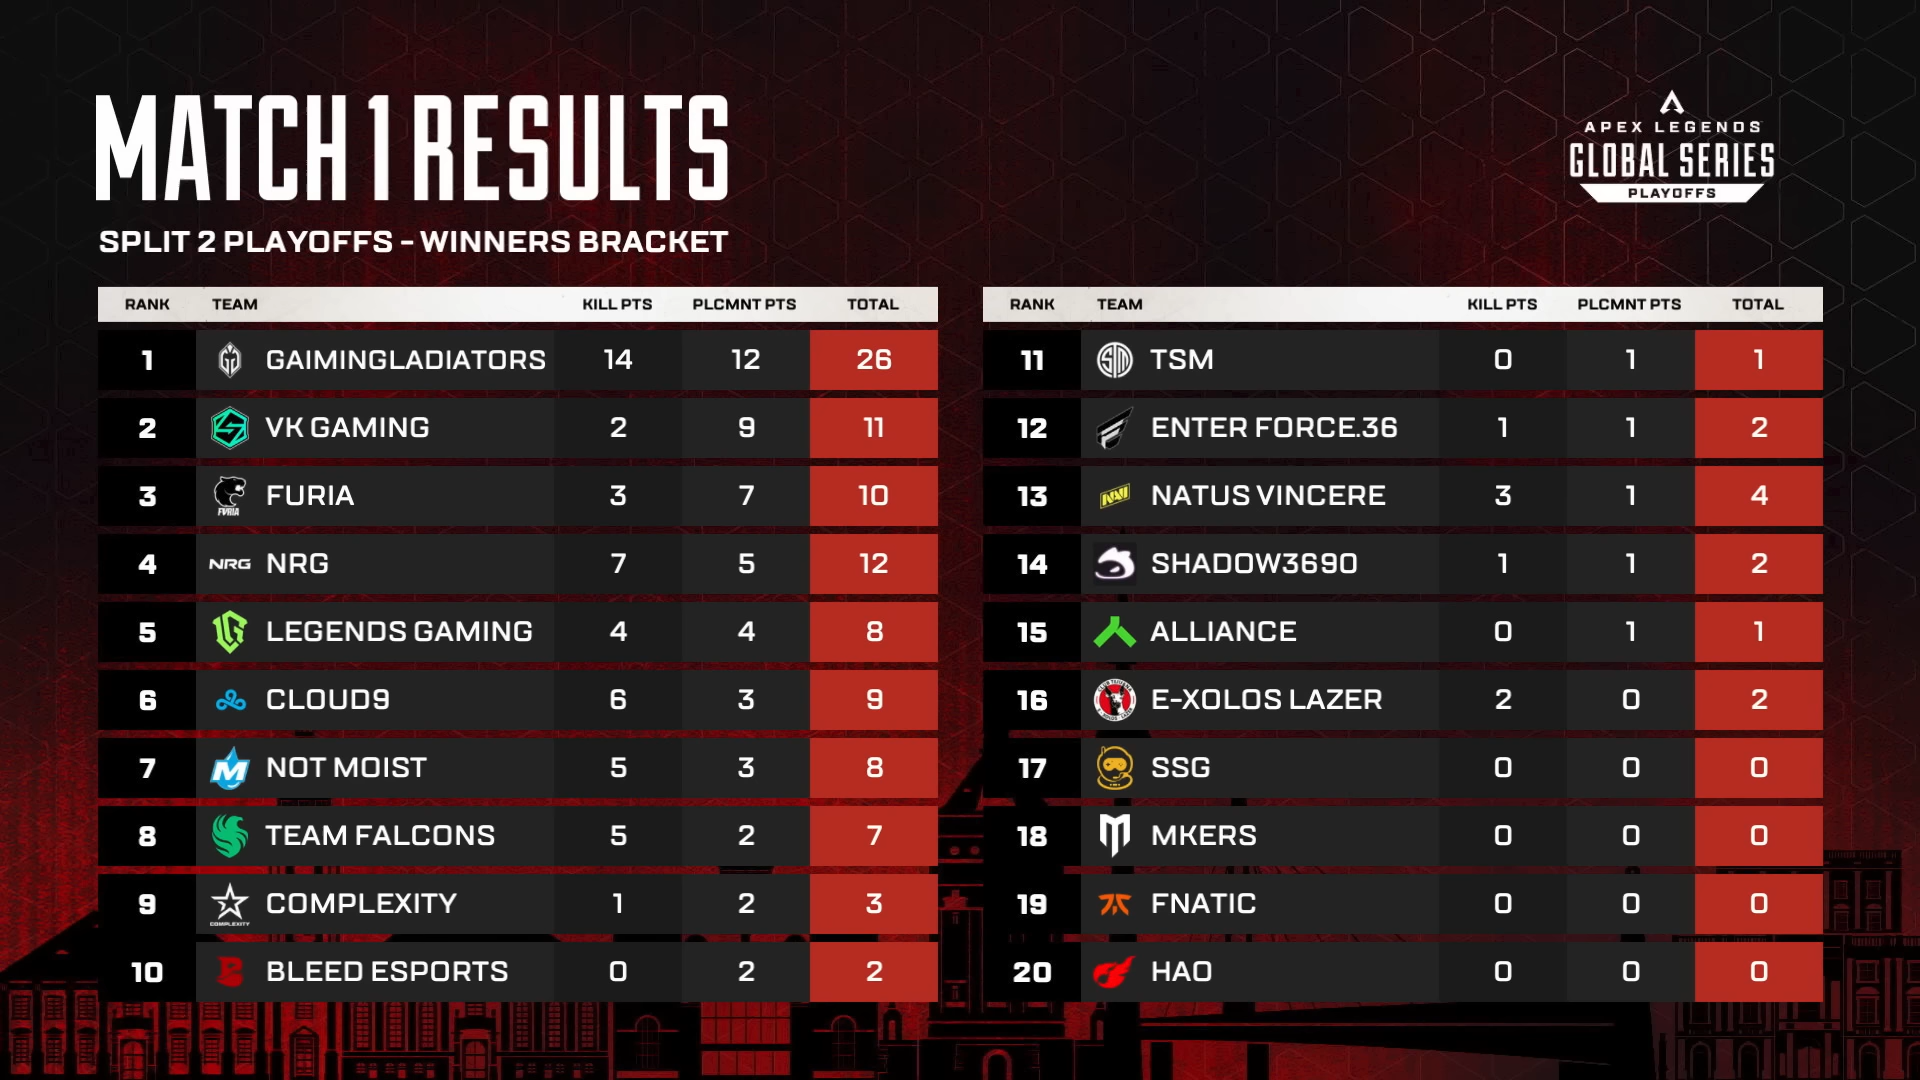 MATCH 1 RESULTS
SPLIT 2 PLAYOFFS - WINNERS BRACKET
APEX LEGENDS
GLOBAL SERIES
PLAYOFFS
RANK TEAM KILL PTS PLCMNT PTS TOTAL
1 GAIMINGLADIATORS 14 12 26
2 VK GAMING 2 9 11
3 FURIA FURIA 3 7 10
4 NRG NRG 7 5 12
5 LG LEGENDS GAMING 4 4 8
6 CLOUD9 6 3 9
7 M NOT MOIST 5 3 8
8 TEAM FALCONS 5 2 7
9 COMPLEXITY COMPLEXITY 1 2 3
10 BLEED ESPORTS 0 2 2
RANK TEAM KILL PTS PLCMNT PTS TOTAL
11 TSM TSM 0 1 1
12 ENTER FORCE.36 1 1 2
13 NAVI NATUS VINCERE 3 1 4
14 SHADOW3690 1 1 2
15 ALLIANCE 0 1 1
16 E-XOLOS LAZER 2 0 2
17 SSG 0 0 0
18 M MKERS 0 0 0
19 FNATIC 0 0 0
20 HAO 0 0 0